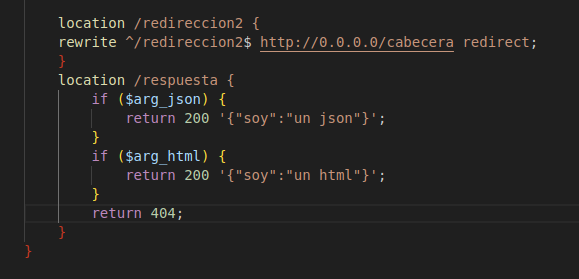 location /redireccion2 {
rewrite ^/redireccion2$ http://0.0.0.0/cabecera redirect;
}
location /respuesta {
if ($arg_json) {
return 200 '{"soy":"un json"}';
}
if ($arg_html) {
return 200 '{"soy":"un html"}';
}
return 404;
}
}